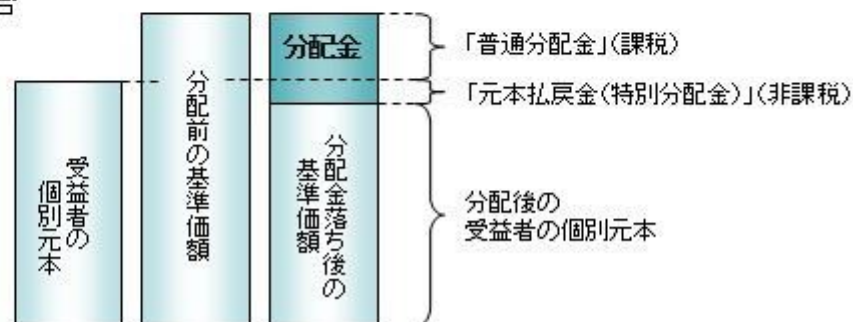 分配金
「普通分配金」(課税)
「元本払戻金(特別分配金)」(非課税)
受益者の
個別元本
分配前の基準価額
分配金落ち後の
基準価額
分配後の
受益者の個別元本